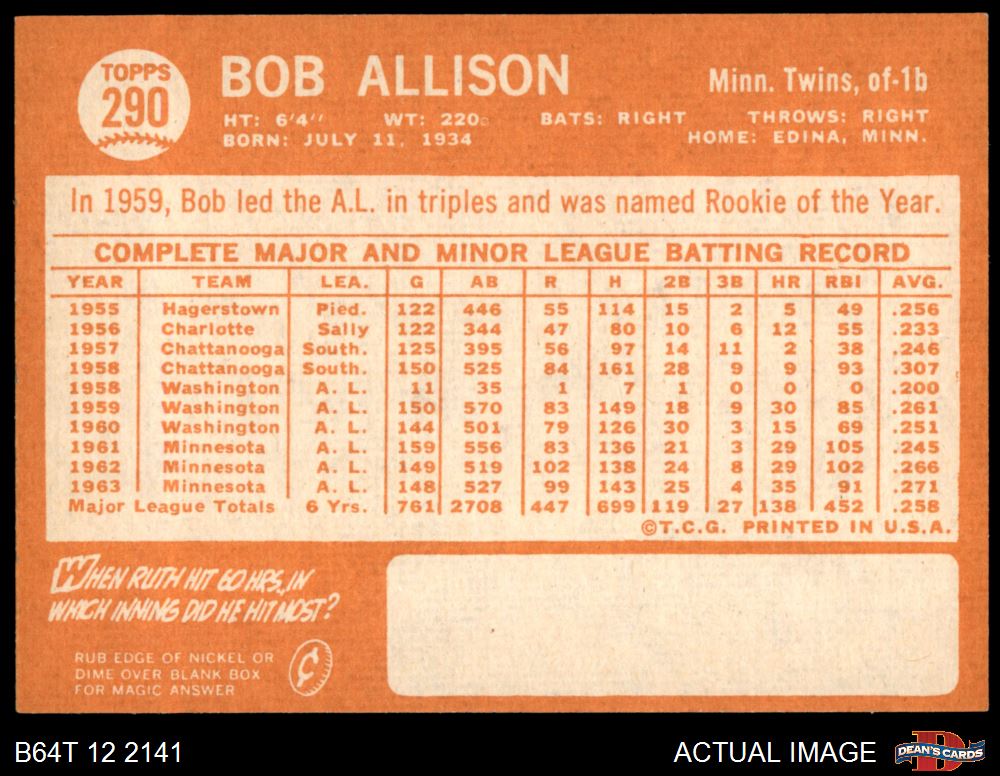 TOPPS
290
BOB ALLISON
Minn. Twins, of-1b
HT: 6'4" WT: 220 BATS: RIGHT THROWS: RIGHT
BORN: JULY 11, 1934 HOME: EDINA, MINN.
In 1959, Bob led the A.L. in triples and was named Rookie of the Year.
COMPLETE MAJOR AND MINOR LEAGUE BATTING RECORD
YEAR TEAM LEA. G AB R H 2B 3B HR RBI AVG.
1955 Hagerstown Pied. 122 446 55 114 15 2 5 49 .256
1956 Charlotte Sally 122 344 47 80 10 6 12 55 .233
1957 Chattanooga South. 125 395 56 97 14 11 2 38 .246
1958 Chattanooga South. 150 525 84 161 28 9 9 93 .307
1958 Washington A. L. 11 35 1 7 1 0 0 0 .200
1959 Washington A. L. 150 570 83 149 18 9 30 85 .261
1960 Washington A. L. 144 501 79 126 30 3 15 69 .251
1961 Minnesota A. L. 159 556 83 136 21 3 29 105 .245
1962 Minnesota A. L. 149 519 102 138 24 8 29 102 .266
1963 Minnesota A. L. 148 527 99 143 25 4 35 91 .271
Major League Totals 6 Yrs. 761 2708 447 699 119 27 138 452 .258
©T.C.G. PRINTED IN U.S.A.
WHEN RUTH HIT 60 HRS, IN
WHICH INNING DID HE HIT MOST?
RUB EDGE OF NICKEL OR
DIME OVER BLANK BOX
FOR MAGIC ANSWER
¢
B64T 12 2141
ACTUAL IMAGE
D
DEAN'S CARDS